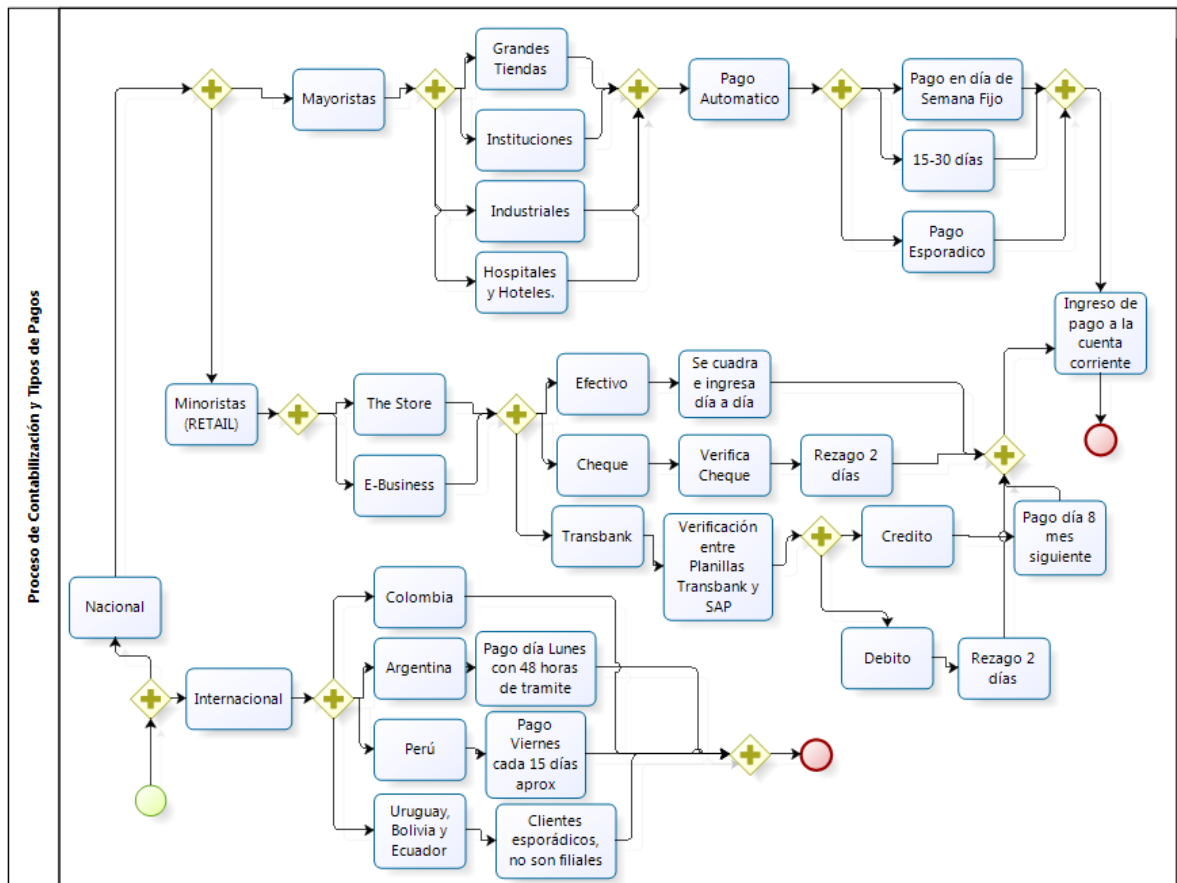 Proceso de Contabilización y Tipos de Pagos
Grandes
Tiendas
Mayoristas
Instituciones
Industriales
Hospitales
y Hoteles.
Pago
Automatico
Pago en día de
Semana Fijo
15-30 días
Pago
Esporadico
Ingreso de
pago a la
cuenta
corriente
Minoristas
(RETAIL)
The Store
E-Business
Efectivo
Se cuadra
e ingresa
día a día
Cheque
Verifica
Cheque
Rezago 2
días
Transbank
Verificación
entre
Planillas
Transbank y
SAP
Credito
Pago día 8
mes
siguiente
Debito
Rezago 2
días
Nacional
Internacional
Colombia
Argentina
Pago día Lunes
con 48 horas
de tramite
Perú
Pago
Viernes
cada 15 días
aprox
Uruguay,
Bolivia y
Ecuador
Clientes
esporádicos,
no son filiales